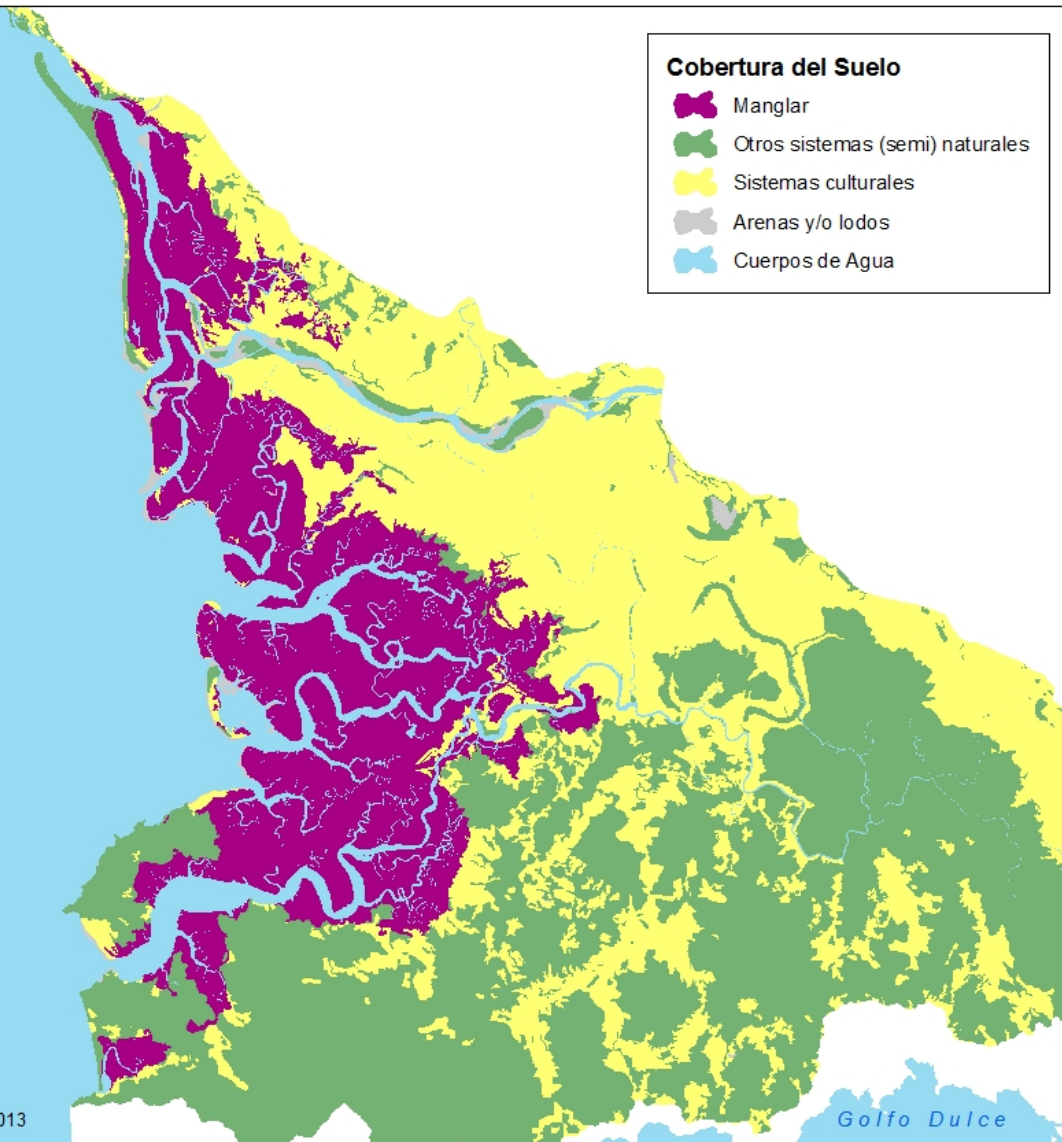 Cobertura del Suelo
Manglar
Otros sistemas (semi) naturales
Sistemas culturales
Arenas y/o lodos
Cuerpos de Agua
013
Golfo Dulce